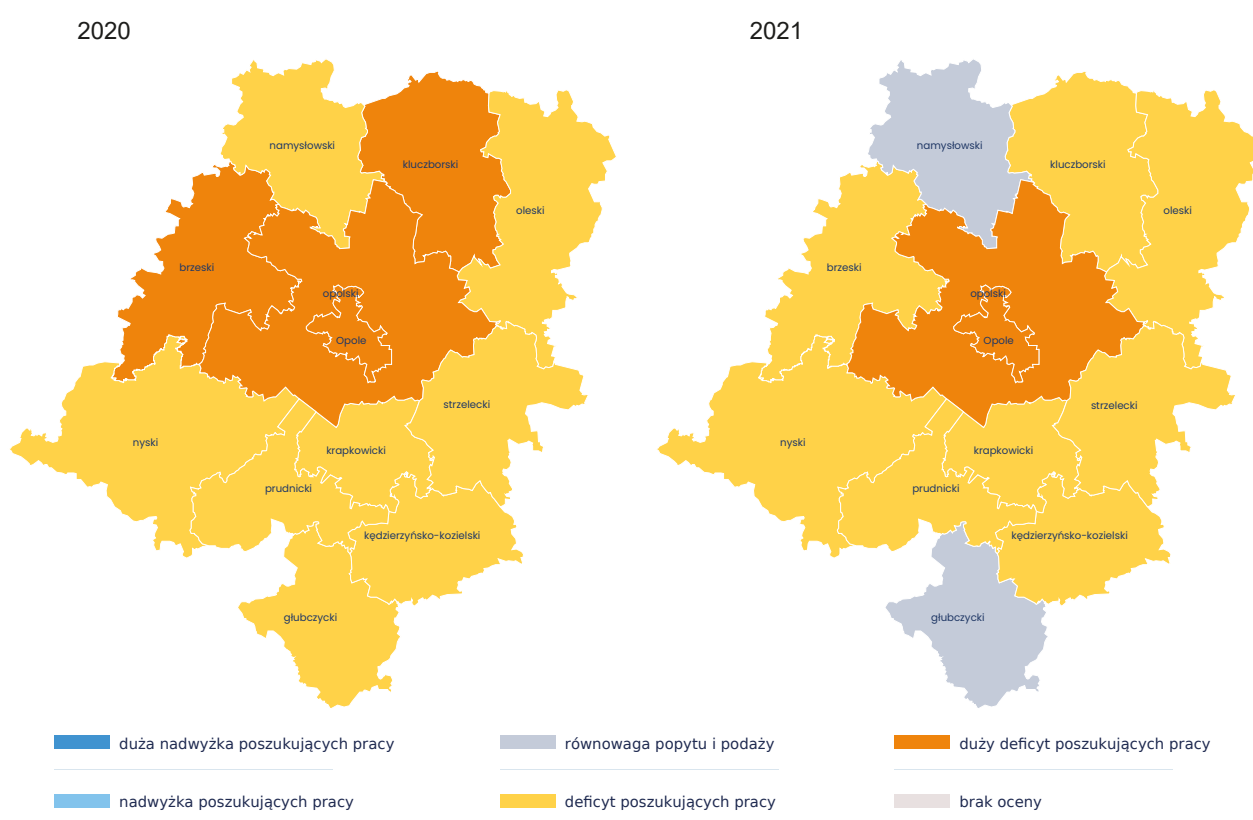 2020
2021
namysłowski
kluczborski
oleski
brzeski
opolski
Opole
strzelecki
nyski
krapkowicki
prudnicki
kędzierzyńsko-kozielski
głubczycki
namysłowski
kluczborski
oleski
brzeski
opolski
Opole
strzelecki
nyski
krapkowicki
prudnicki
kędzierzyńsko-kozielski
głubczycki
duża nadwyżka poszukujących pracy
równowaga popytu i podaży
duży deficyt poszukujących pracy
nadwyżka poszukujących pracy
deficyt poszukujących pracy
brak oceny